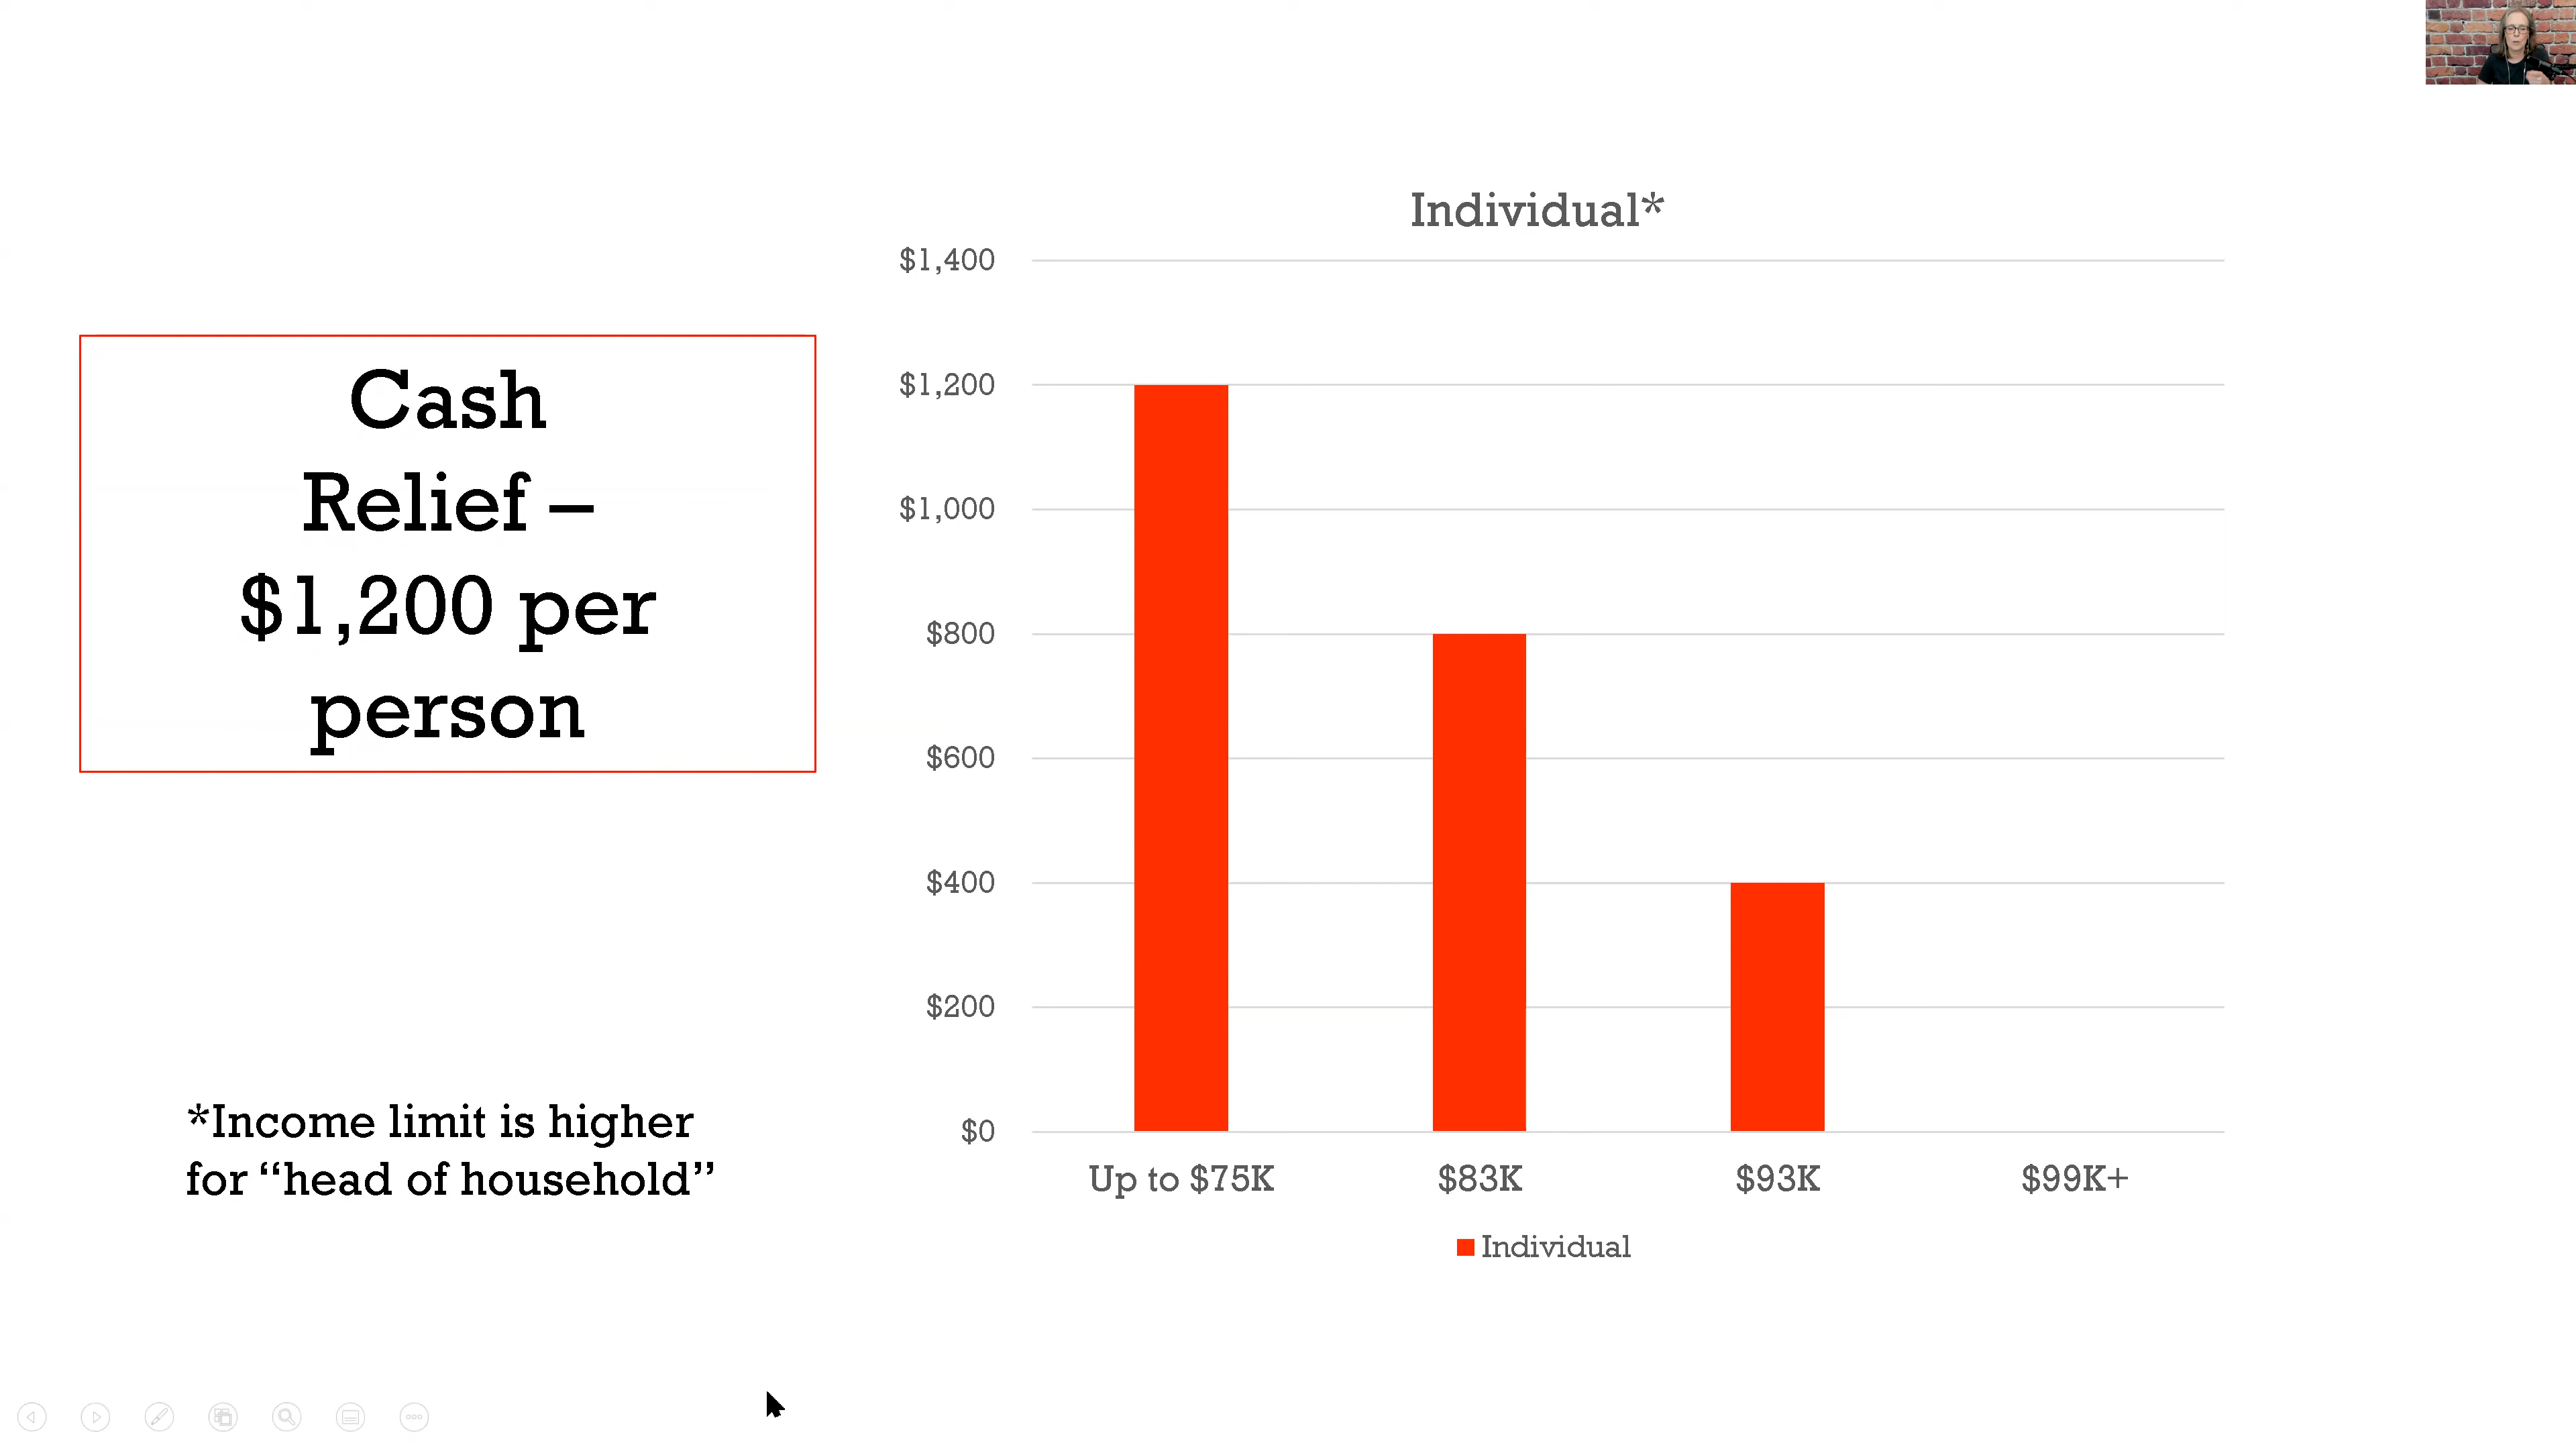 Cash
Relief –
$1,200 per
person
*Income limit is higher
for “head of household”
Individual*
$1,400
$1,200
$1,000
$800
$600
$400
$200
$0
Up to $75K $83K $93K $99K+
Individual